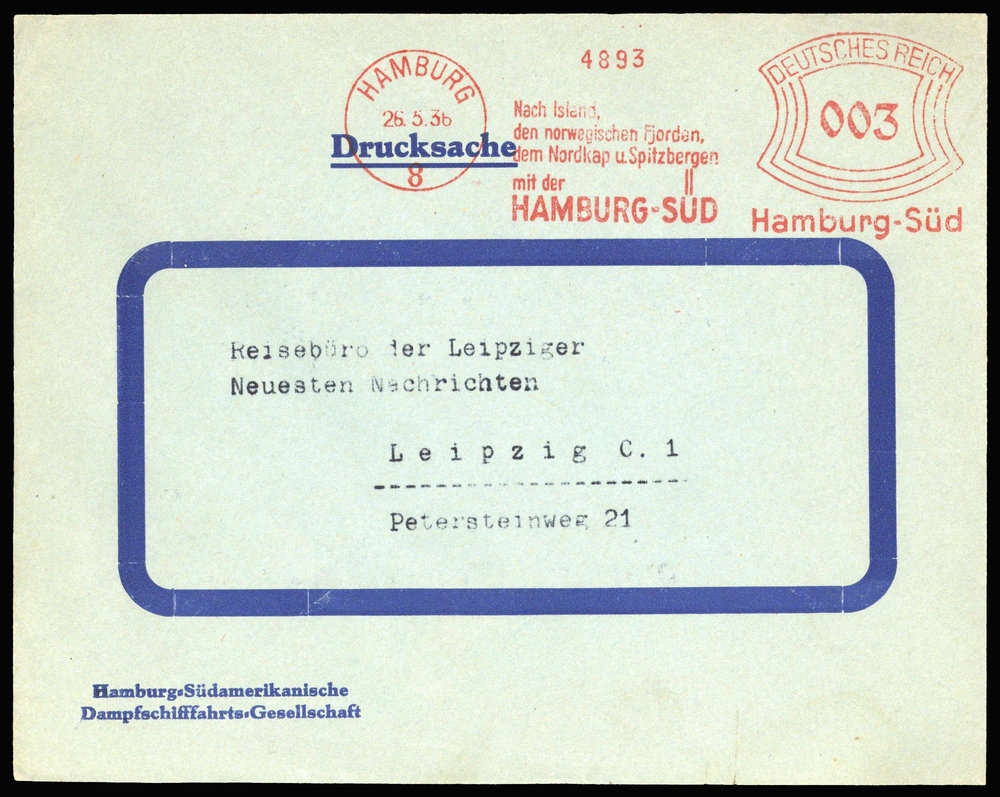 HAMBURG
26.5.36
8
4893
Nach Island,
den norwegischen Fjorden,
dem Nordkap u. Spitzbergen
mit der
HAMBURG-SÜD
DEUTSCHES REICH
003
Hamburg-Süd
Drucksache
Reisebüro der Leipziger
Neuesten Nachrichten
Leipzig C.1
Petersteinweg 21
Hamburg-Südamerikanische
Dampfschifffahrts-Gesellschaft